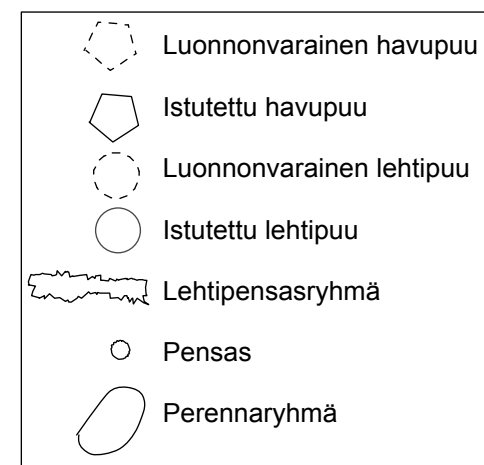 Luonnonvarainen havupuu
Istutettu havupuu
Luonnonvarainen lehtipuu
Istutettu lehtipuu
Lehtipensasryhmä
Pensas
Perennaryhmä